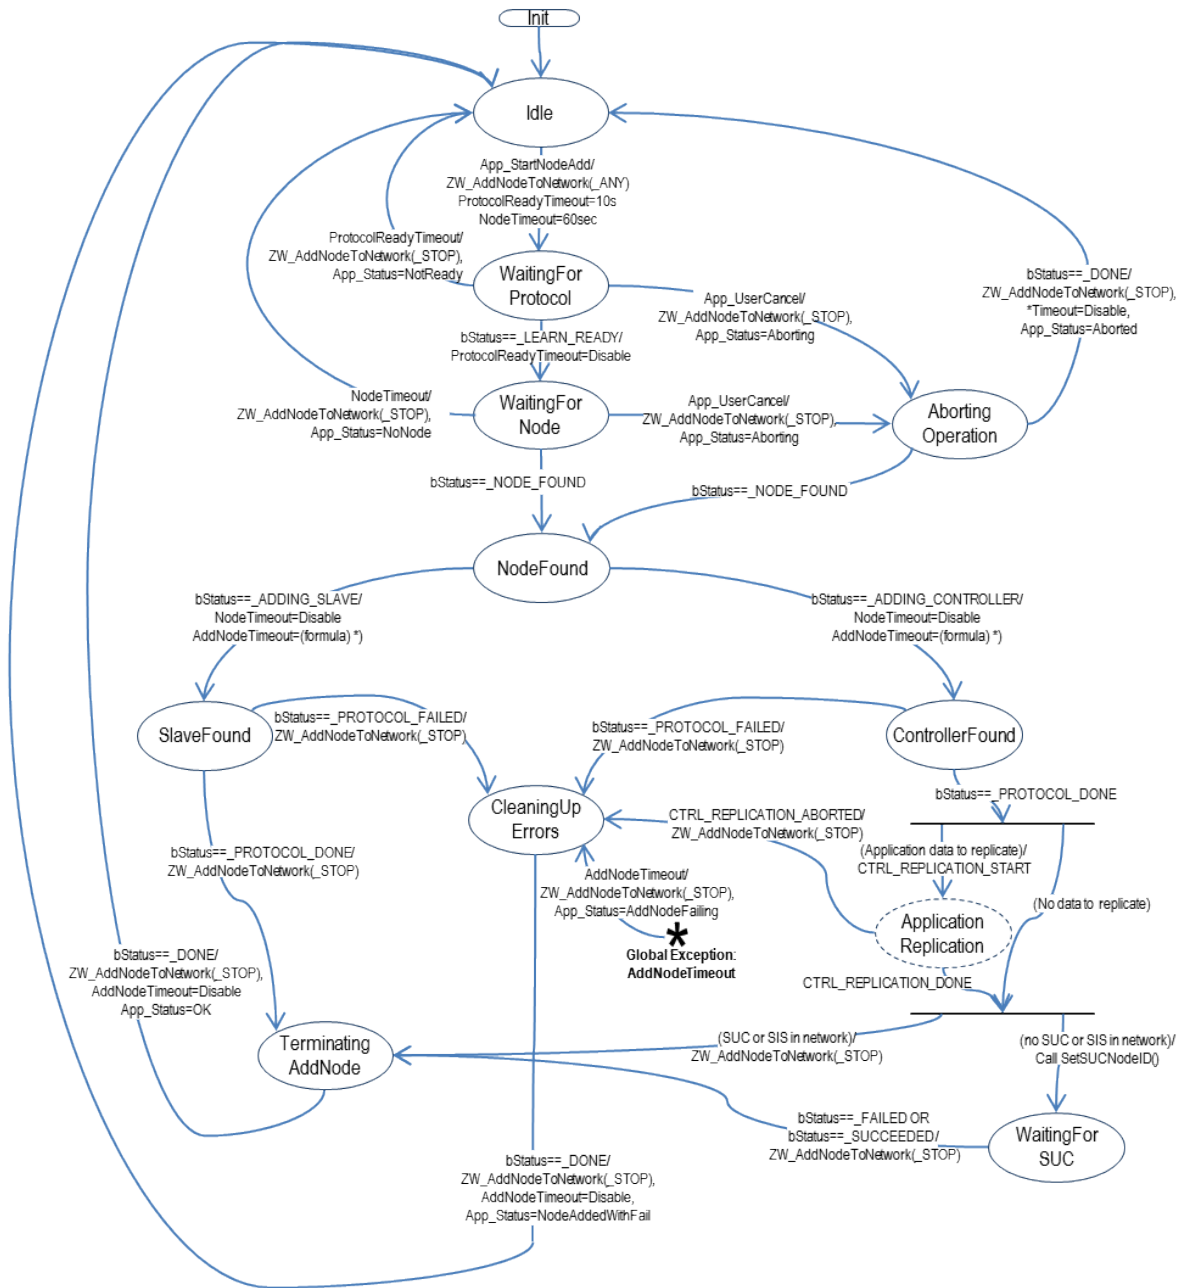 Init
Idle
App_StartNodeAdd/
ZW_AddNodeToNetwork(_ANY)
ProtocolReadyTimeout=10s
NodeTimeout=60sec
ProtocolReadyTimeout/
ZW_AddNodeToNetwork(_STOP),
App_Status=NotReady
WaitingFor
Protocol
App_UserCancel/
ZW_AddNodeToNetwork(_STOP),
App_Status=Aborting
bStatus==_DONE/
ZW_AddNodeToNetwork(_STOP),
*Timeout=Disable,
App_Status=Aborted
bStatus==_LEARN_READY/
ProtocolReadyTimeout=Disable
NodeTimeout/
ZW_AddNodeToNetwork(_STOP),
App_Status=NoNode
WaitingFor
Node
App_UserCancel/
ZW_AddNodeToNetwork(_STOP),
App_Status=Aborting
Aborting
Operation
bStatus==_NODE_FOUND
bStatus==_NODE_FOUND
NodeFound
bStatus==_ADDING_SLAVE/
NodeTimeout=Disable
AddNodeTimeout=(formula) *)
bStatus==_ADDING_CONTROLLER/
NodeTimeout=Disable
AddNodeTimeout=(formula) *)
SlaveFound
bStatus==_PROTOCOL_FAILED/
ZW_AddNodeToNetwork(_STOP)
bStatus==_PROTOCOL_FAILED/
ZW_AddNodeToNetwork(_STOP)
ControllerFound
CleaningUp
Errors
bStatus==_PROTOCOL_DONE
CTRL_REPLICATION_ABORTED/
ZW_AddNodeToNetwork(_STOP)
(Application data to replicate)/
CTRL_REPLICATION_START
bStatus==_PROTOCOL_DONE/
ZW_AddNodeToNetwork(_STOP)
AddNodeTimeout/
ZW_AddNodeToNetwork(_STOP),
App_Status=AddNodeFailing
*
Global Exception:
AddNodeTimeout
Application
Replication
(No data to replicate)
CTRL_REPLICATION_DONE
bStatus==_DONE/
ZW_AddNodeToNetwork(_STOP),
AddNodeTimeout=Disable
App_Status=OK
Terminating
AddNode
(SUC or SIS in network)/
ZW_AddNodeToNetwork(_STOP)
(no SUC or SIS in network)/
Call SetSUCNodeID()
bStatus==_FAILED OR
bStatus==_SUCCEEDED/
ZW_AddNodeToNetwork(_STOP)
WaitingFor
SUC
bStatus==_DONE/
ZW_AddNodeToNetwork(_STOP),
AddNodeTimeout=Disable,
App_Status=NodeAddedWithFail